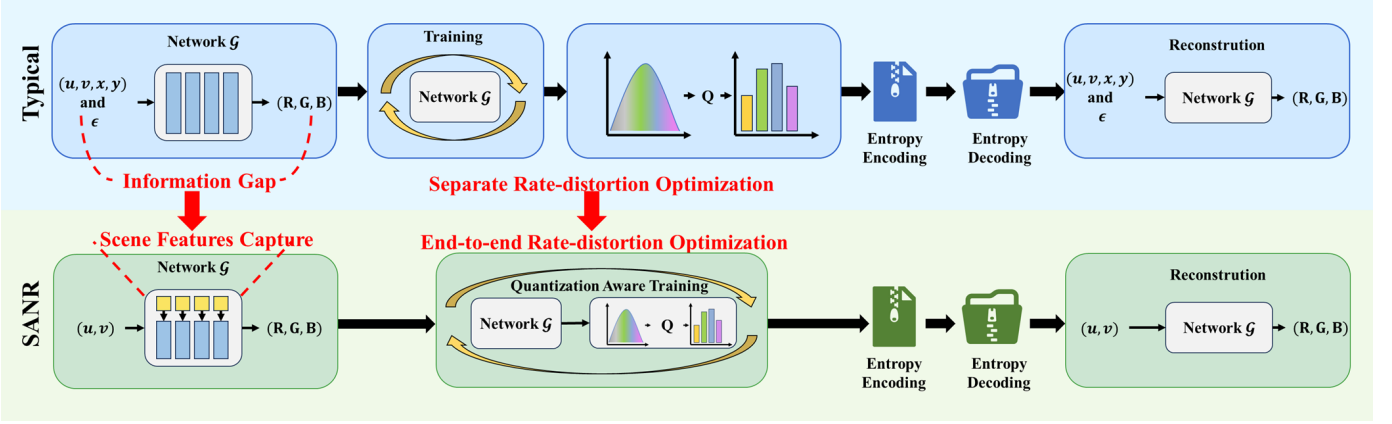 Typical
Network 𝒢
(u, v, x, y)
and
ϵ
(R, G, B)
Information Gap
Training
Network 𝒢
Q
Separate Rate-distortion Optimization
Entropy
Encoding
Entropy
Decoding
Reconstrution
(u, v, x, y)
and
ϵ
Network 𝒢
(R, G, B)
SANR
Scene Features Capture
Network 𝒢
(u, v)
(R, G, B)
End-to-end Rate-distortion Optimization
Quantization Aware Training
Network 𝒢
Q
Entropy
Encoding
Entropy
Decoding
Reconstrution
(u, v)
Network 𝒢
(R, G, B)